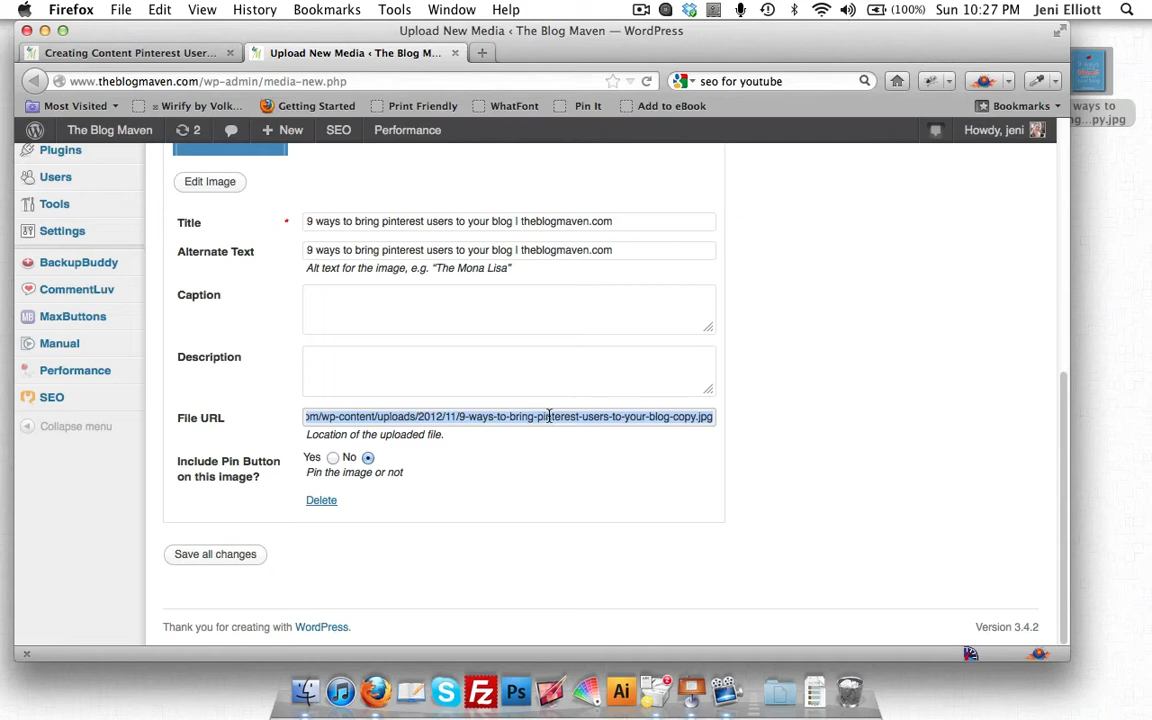 Firefox File Edit View History Bookmarks Tools Window Help (100%) Sun 10:27 PM Jeni Elliott
Upload New Media ‹ The Blog Maven — WordPress
Creating Content Pinterest User... Upload New Media ‹ The Blog M...
www.theblogmaven.com/wp-admin/media-new.php seo for youtube
Most Visited Wirify by Volk... Getting Started Print Friendly WhatFont Pin It Add to eBook Bookmarks
ways to
ng...py.jpg
The Blog Maven 2 New SEO Performance Howdy, jeni
Plugins
Users
Tools
Settings
BackupBuddy
CommentLuv
MaxButtons
Manual
Performance
SEO
Collapse menu
Edit Image
Title * 9 ways to bring pinterest users to your blog | theblogmaven.com
Alternate Text 9 ways to bring pinterest users to your blog | theblogmaven.com
Alt text for the image, e.g. "The Mona Lisa"
Caption
Description
File URL om/wp-content/uploads/2012/11/9-ways-to-bring-pinterest-users-to-your-blog-copy.jpg
Location of the uploaded file.
Include Pin Button on this image? Yes No
Pin the image or not
Delete
Save all changes
Thank you for creating with WordPress. Version 3.4.2